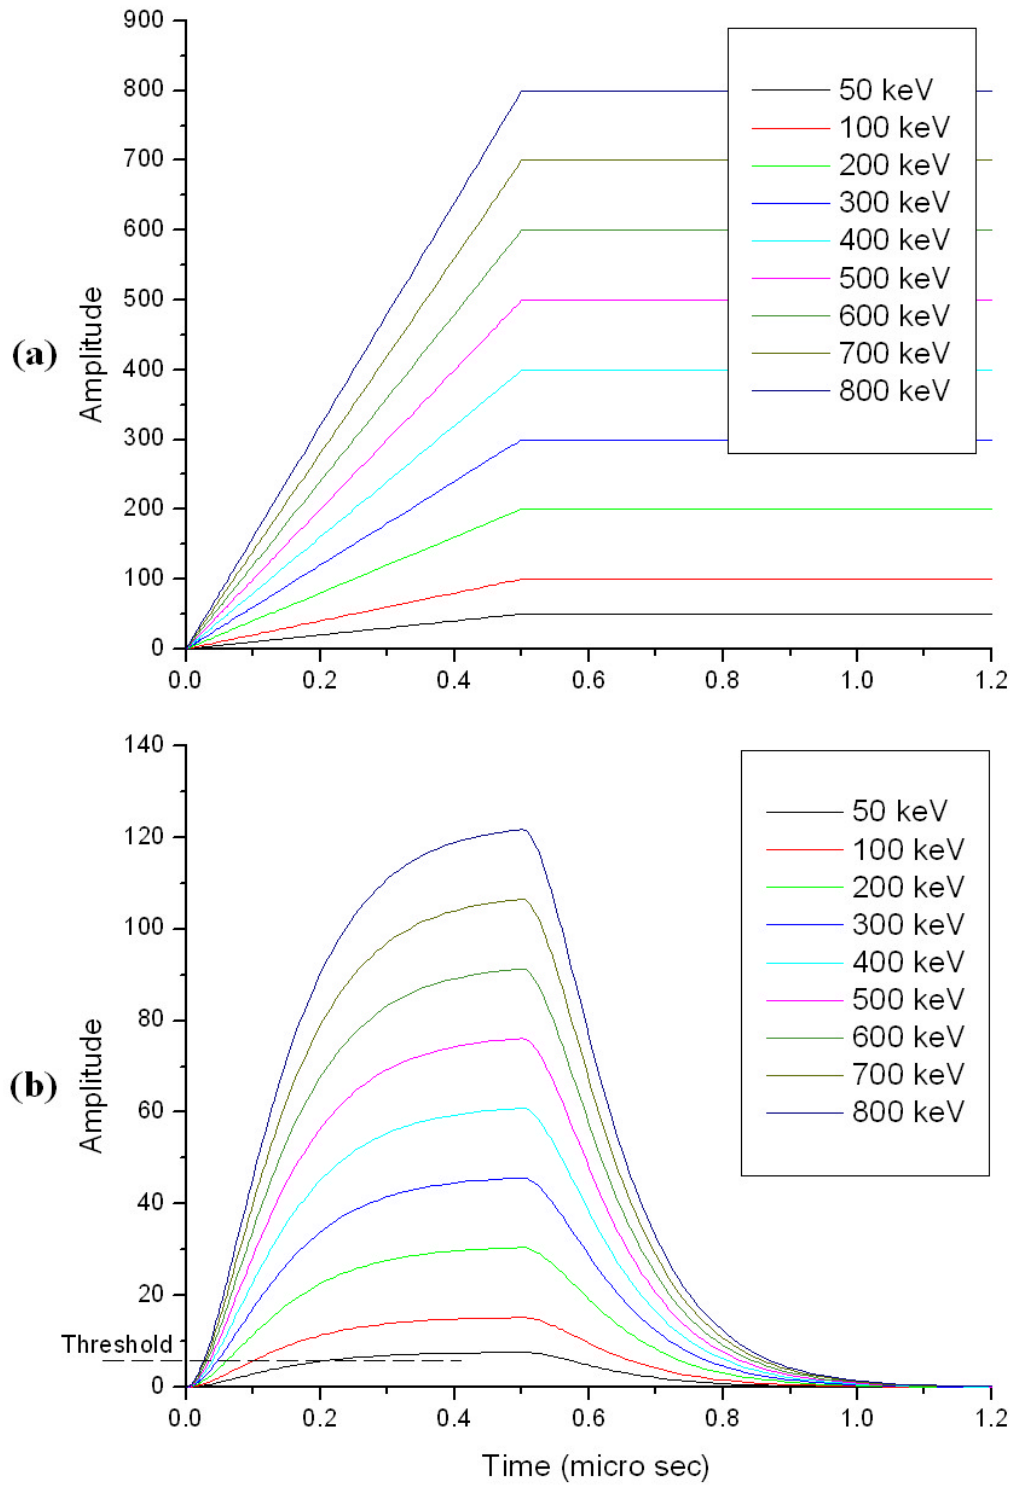 900
800
700
600
500
400
300
200
100
0
Amplitude
(a)
50 keV
100 keV
200 keV
300 keV
400 keV
500 keV
600 keV
700 keV
800 keV
0.0 0.2 0.4 0.6 0.8 1.0 1.2
140
120
100
80
60
40
20
0
Amplitude
(b)
Threshold
50 keV
100 keV
200 keV
300 keV
400 keV
500 keV
600 keV
700 keV
800 keV
0.0 0.2 0.4 0.6 0.8 1.0 1.2
Time (micro sec)